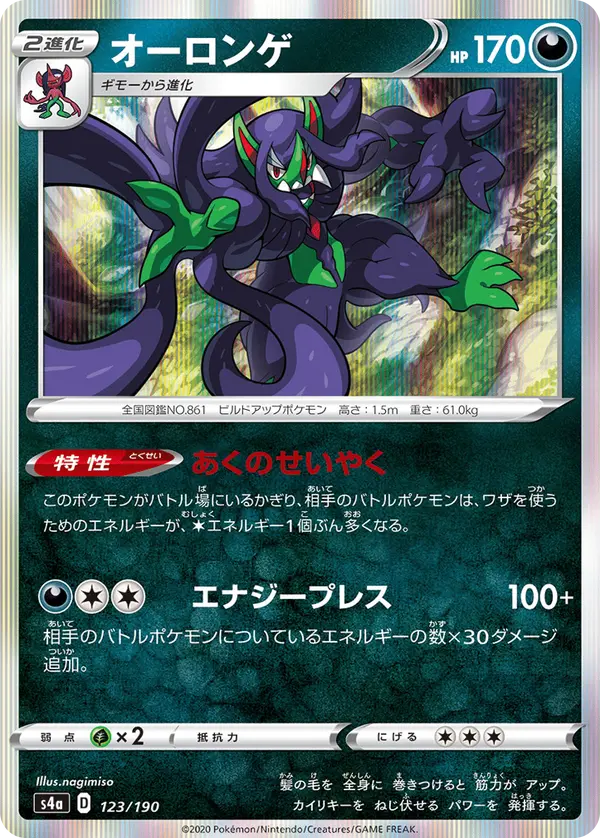 2進化 オーロンゲ HP 170
ギモーから進化
全国図鑑NO.861 ビルドアップポケモン 高さ:1.5m 重さ:61.0kg
特性 とくせい あくのせいやく
このポケモンがバトル場にいるかぎり、相手のバトルポケモンは、ワザを使う
ためのエネルギーが、エネルギー1個ぶん多くなる。
エナジープレス 100+
相手のバトルポケモンについているエネルギーの数×30ダメージ
追加。
弱点 ×2 抵抗力 にげる
Illus.nagimiso
s4a D 123/190
髪の毛を 全身に 巻きつけると 筋力が アップ。
カイリキーを ねじ伏せる パワーを 発揮する。
©2020 Pokémon/Nintendo/Creatures/GAME FREAK.